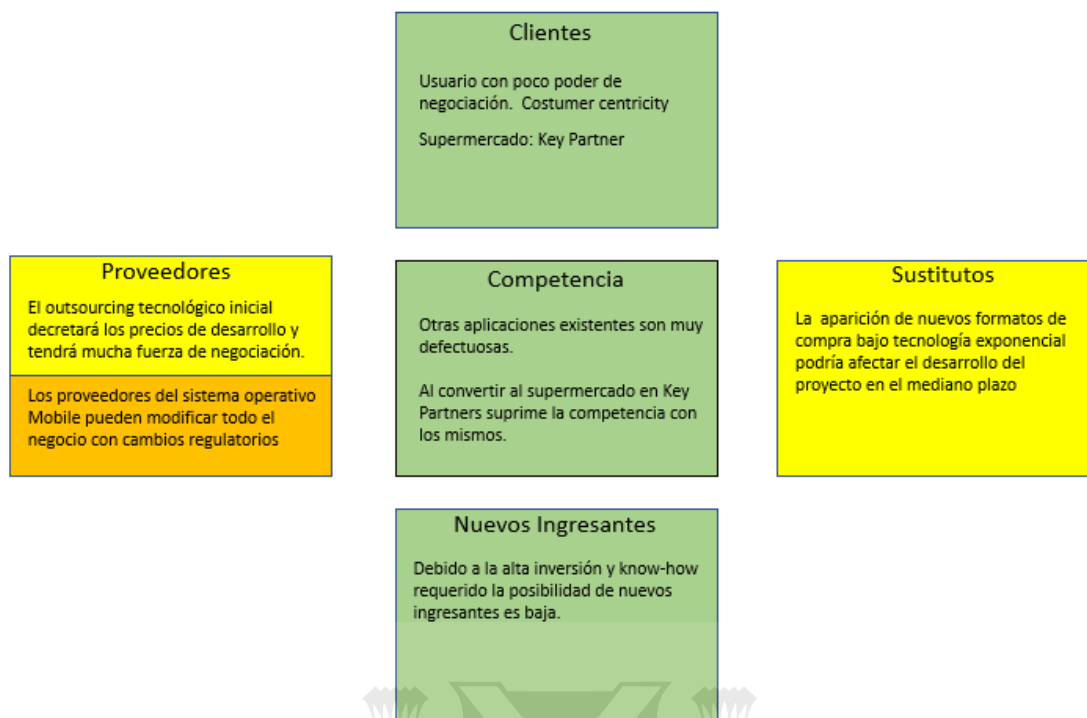 Clientes
Usuario con poco poder de
negociación. Costumer centricity
Supermercado: Key Partner
Proveedores
El outsourcing tecnológico inicial
decretará los precios de desarrollo y
tendrá mucha fuerza de negociación.
Los proveedores del sistema operativo
Mobile pueden modificar todo el
negocio con cambios regulatorios
Competencia
Otras aplicaciones existentes son muy
defectuosas.
Al convertir al supermercado en Key
Partners suprime la competencia con
los mismos.
Sustitutos
La aparición de nuevos formatos de
compra bajo tecnología exponencial
podría afectar el desarrollo del
proyecto en el mediano plazo
Nuevos Ingresantes
Debido a la alta inversión y know-how
requerido la posibilidad de nuevos
ingresantes es baja.